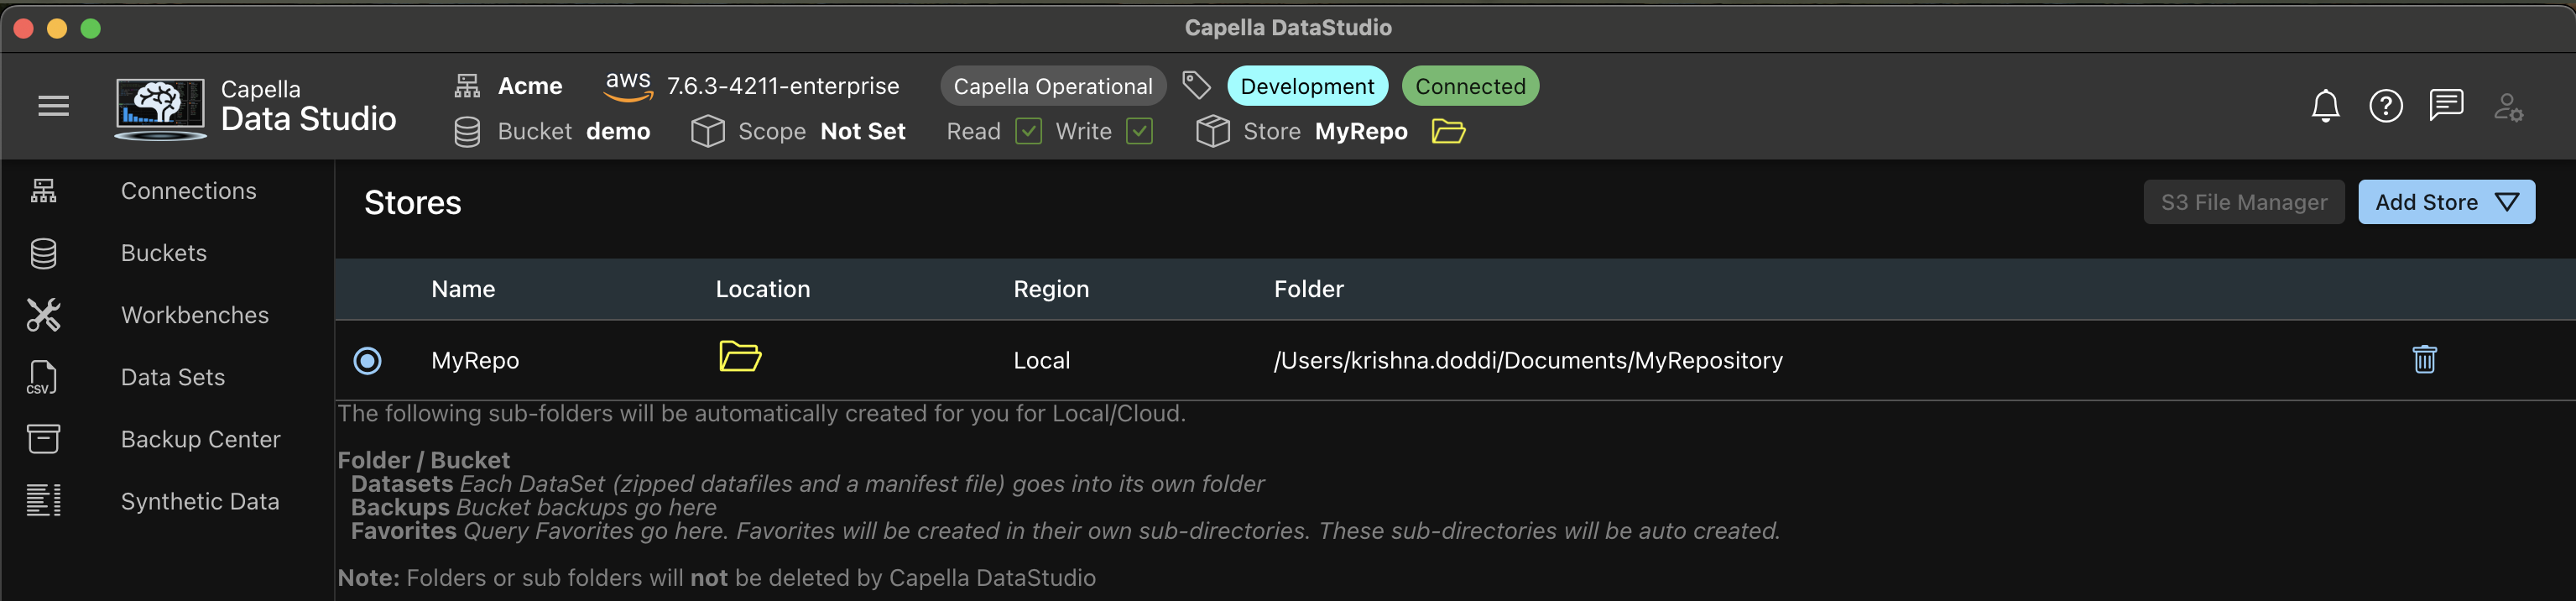 Capella DataStudio
Capella
Data Studio
Acme aws 7.6.3-4211-enterprise Capella Operational Development Connected
Bucket demo Scope Not Set Read Write Store MyRepo
Connections
Buckets
Workbenches
CSV Data Sets
Backup Center
Synthetic Data
Stores S3 File Manager Add Store
Name Location Region Folder
MyRepo Local /Users/krishna.doddi/Documents/MyRepository
The following sub-folders will be automatically created for you for Local/Cloud.
Folder / Bucket
Datasets Each DataSet (zipped datafiles and a manifest file) goes into its own folder
Backups Bucket backups go here
Favorites Query Favorites go here. Favorites will be created in their own sub-directories. These sub-directories will be auto created.
Note: Folders or sub folders will not be deleted by Capella DataStudio